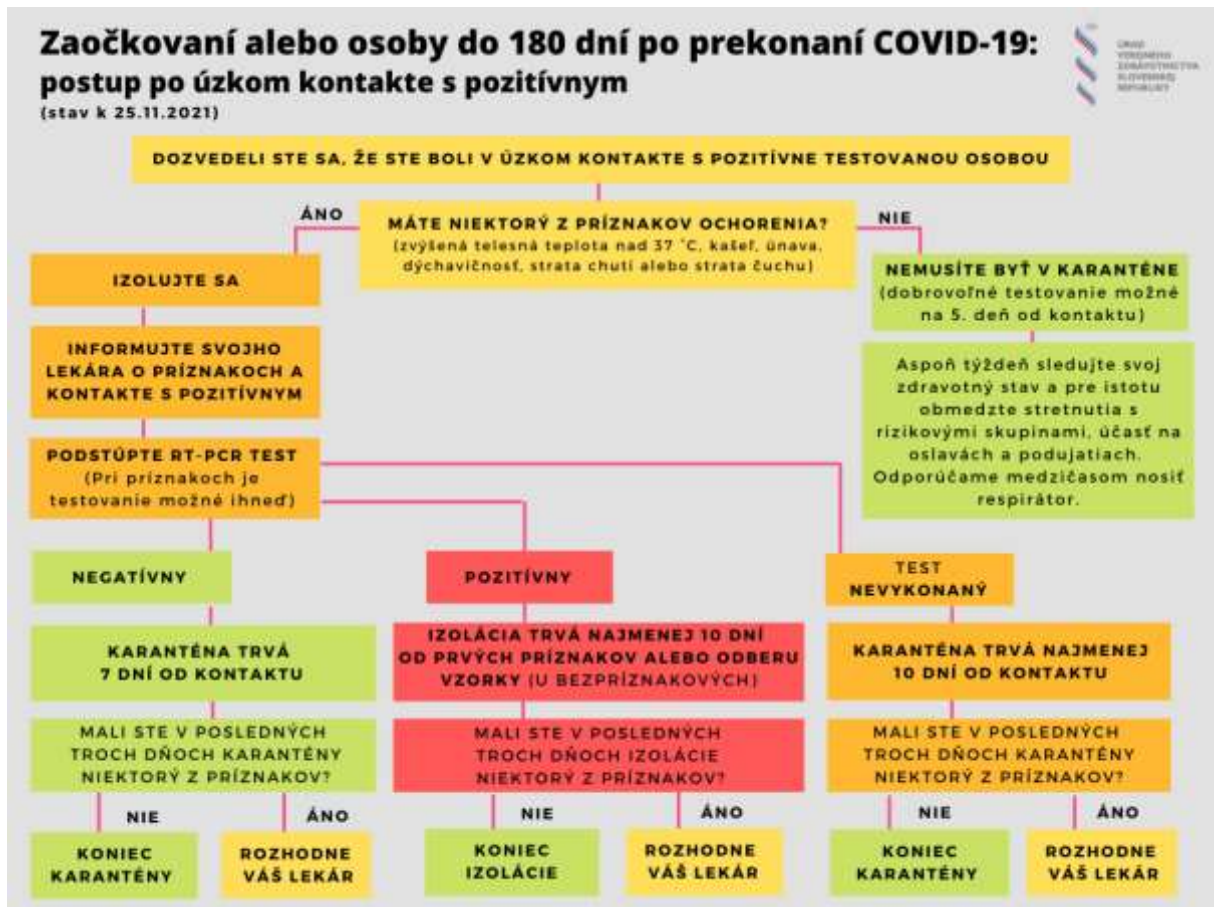 Zaočkovaní alebo osoby do 180 dní po prekonaní COVID-19:
postup po úzkom kontakte s pozitívnym
(stav k 25.11.2021)
ÚRAD
VEREJNÉHO
ZDRAVOTNÍCTVA
SLOVENSKEJ
REPUBLIKY
DOZVEDELI STE SA, ŽE STE BOLI V ÚZKOM KONTAKTE S POZITÍVNE TESTOVANOU OSOBOU
MÁTE NIEKTORÝ Z PRÍZNAKOV OCHORENIA?
(zvýšená telesná teplota nad 37 °C, kašeľ, únava,
dýchavičnosť, strata chuti alebo strata čuchu)
ÁNO
NIE
IZOLUJTE SA
INFORMUJTE SVOJHO
LEKÁRA O PRÍZNAKOCH A
KONTAKTE S POZITÍVNYM
PODSTÚPTE RT-PCR TEST
(Pri príznakoch je
testovanie možné ihneď)
NEMUSÍTE BYŤ V KARANTÉNE
(dobrovoľné testovanie možné
na 5. deň od kontaktu)
Aspoň týždeň sledujte svoj
zdravotný stav a pre istotu
obmedzte stretnutia s
rizikovými skupinami, účasť na
oslavách a podujatiach.
Odporúčame medzičasom nosiť
respirátor.
NEGATÍVNY
KARANTÉNA TRVÁ
7 DNÍ OD KONTAKTU
MALI STE V POSLEDNÝCH
TROCH DŇOCH KARANTÉNY
NIEKTORÝ Z PRÍZNAKOV?
NIE
ÁNO
KONIEC
KARANTÉNY
ROZHODNE
VÁŠ LEKÁR
POZITÍVNY
IZOLÁCIA TRVÁ NAJMENEJ 10 DNÍ
OD PRVÝCH PRÍZNAKOV ALEBO ODBERU
VZORKY (U BEZPRÍZNAKOVÝCH)
MALI STE V POSLEDNÝCH
TROCH DŇOCH IZOLÁCIE
NIEKTORÝ Z PRÍZNAKOV?
NIE
ÁNO
KONIEC
IZOLÁCIE
ROZHODNE
VÁŠ LEKÁR
TEST
NEVYKONANÝ
KARANTÉNA TRVÁ NAJMENEJ
10 DNÍ OD KONTAKTU
MALI STE V POSLEDNÝCH
TROCH DŇOCH KARANTÉNY
NIEKTORÝ Z PRÍZNAKOV?
NIE
ÁNO
KONIEC
KARANTÉNY
ROZHODNE
VÁŠ LEKÁR